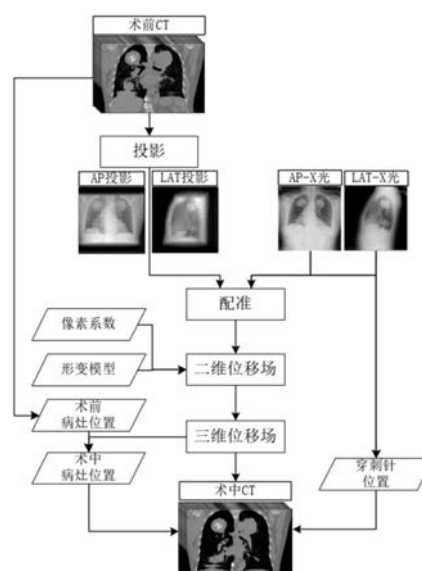 术前CT
投影
AP投影 LAT投影
AP-X光 LAT-X光
配准
像素系数
形变模型
二维位移场
术前
病灶位置
三维位移场
术中
病灶位置
穿刺针
位置
术中CT